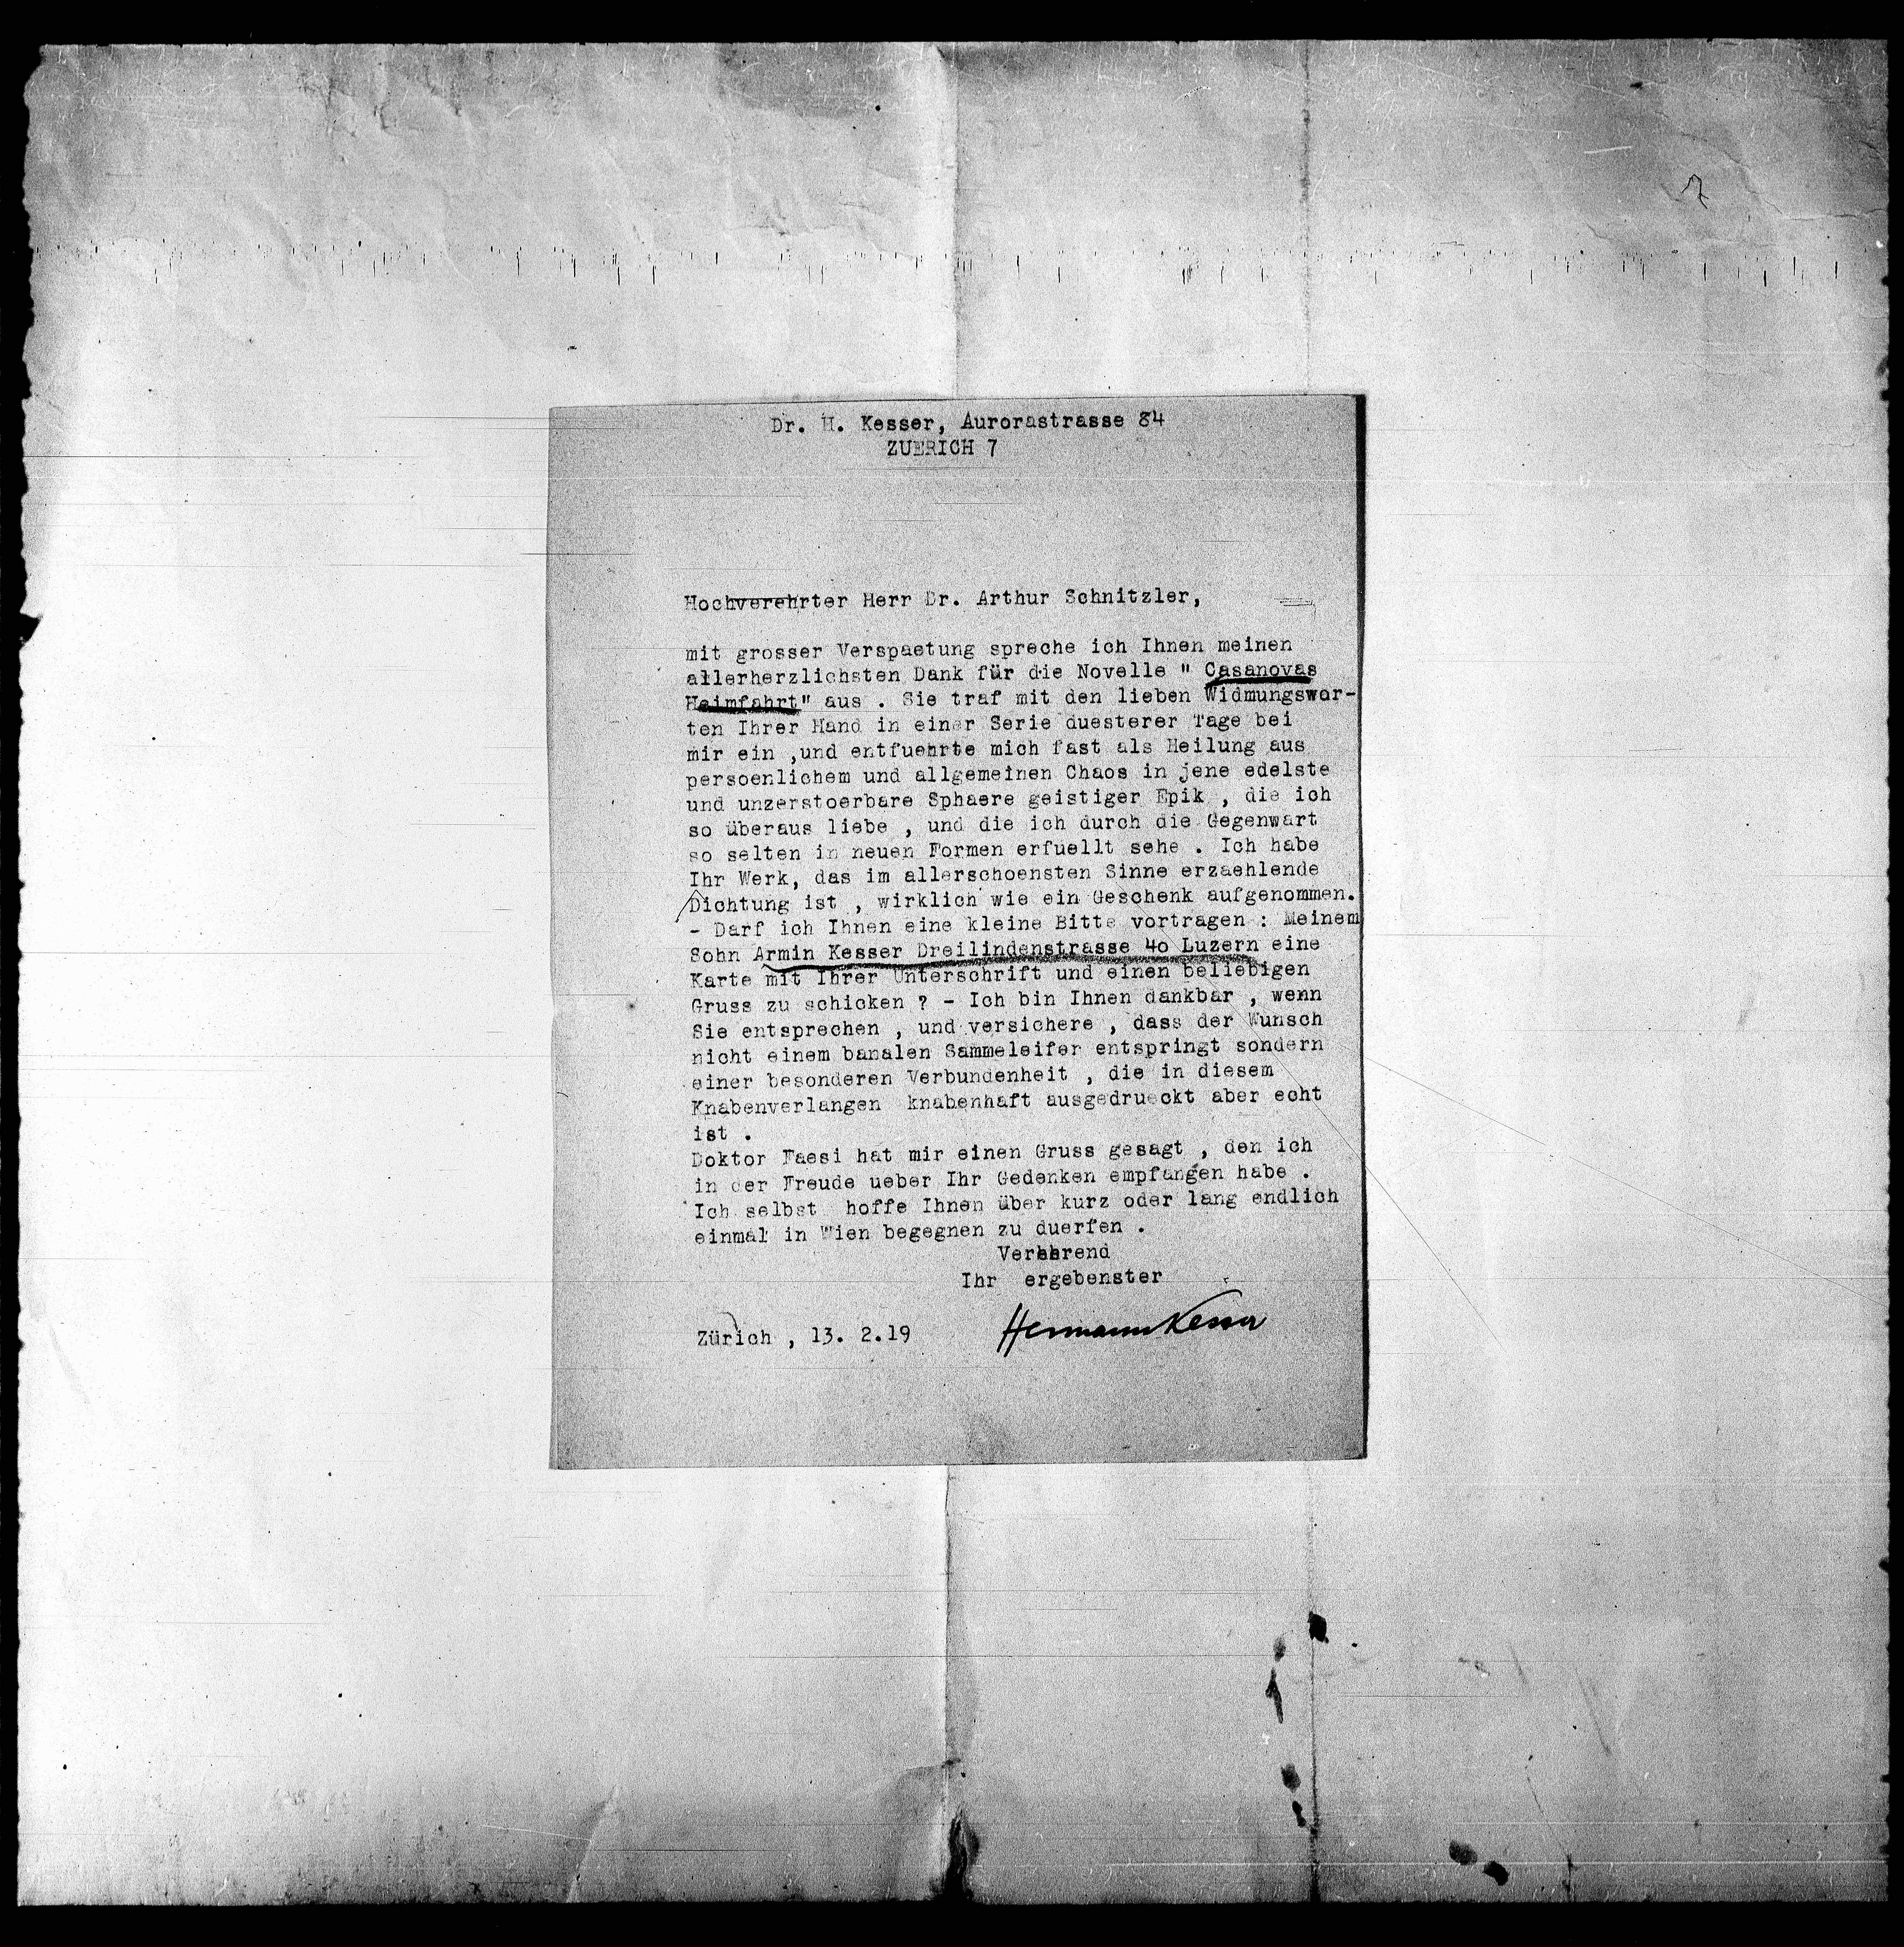 7
Dr. H. Kesser, Aurorastrasse 84
ZUERICH 7
Hochverehrter Herr Dr. Arthur Schnitzler,
mit grosser Verspaetung spreche ich Ihnen meinen
allerherzlichsten Dank für die Novelle " Casanovas
Heimfahrt" aus . Sie traf mit den lieben Widmungswor-
ten Ihrer Hand in einer Serie duesterer Tage bei
mir ein ,und entfuehrte mich fast als Heilung aus
persoenlichem und allgemeinen Chaos in jene edelste
und unzerstoerbare Sphaere geistiger Epik , die ich
so überaus liebe , und die ich durch die Gegenwart
so selten in neuen Formen erfuellt sehe . Ich habe
Ihr Werk, das im allerschoensten Sinne erzaehlende
Dichtung ist , wirklich wie ein Geschenk aufgenommen.
- Darf ich Ihnen eine kleine Bitte vortragen : Meinem
Sohn Armin Kesser Dreilindenstrasse 4o Luzern eine
Karte mit Ihrer Unterschrift und einen beliebigen
Gruss zu schicken ? - Ich bin Ihnen dankbar , wenn
Sie entsprechen , und versichere , dass der Wunsch
nicht einem banalen Sammeleifer entspringt sondern
einer besonderen Verbundenheit , die in diesem
Knabenverlangen knabenhaft ausgedrueckt aber echt
ist .
Doktor Faesi hat mir einen Gruss gesagt , den ich
in der Freude ueber Ihr Gedenken empfangen habe .
Ich selbst hoffe Ihnen über kurz oder lang endlich
einmal in Wien begegnen zu duerfen .
Verehrend
Ihr ergebenster
Zürich , 13. 2.19 Hermann Kesser